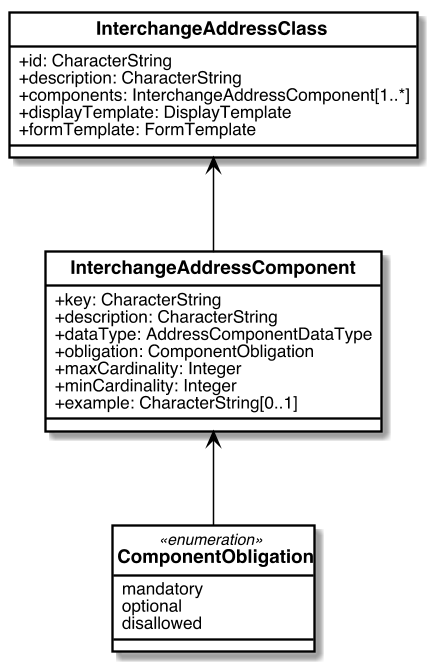 InterchangeAddressClass
+id: CharacterString
+description: CharacterString
+components: InterchangeAddressComponent[1..*]
+displayTemplate: DisplayTemplate
+formTemplate: FormTemplate
InterchangeAddressComponent
+key: CharacterString
+description: CharacterString
+dataType: AddressComponentDataType
+obligation: ComponentObligation
+maxCardinality: Integer
+minCardinality: Integer
+example: CharacterString[0..1]
«enumeration»
ComponentObligation
mandatory
optional
disallowed